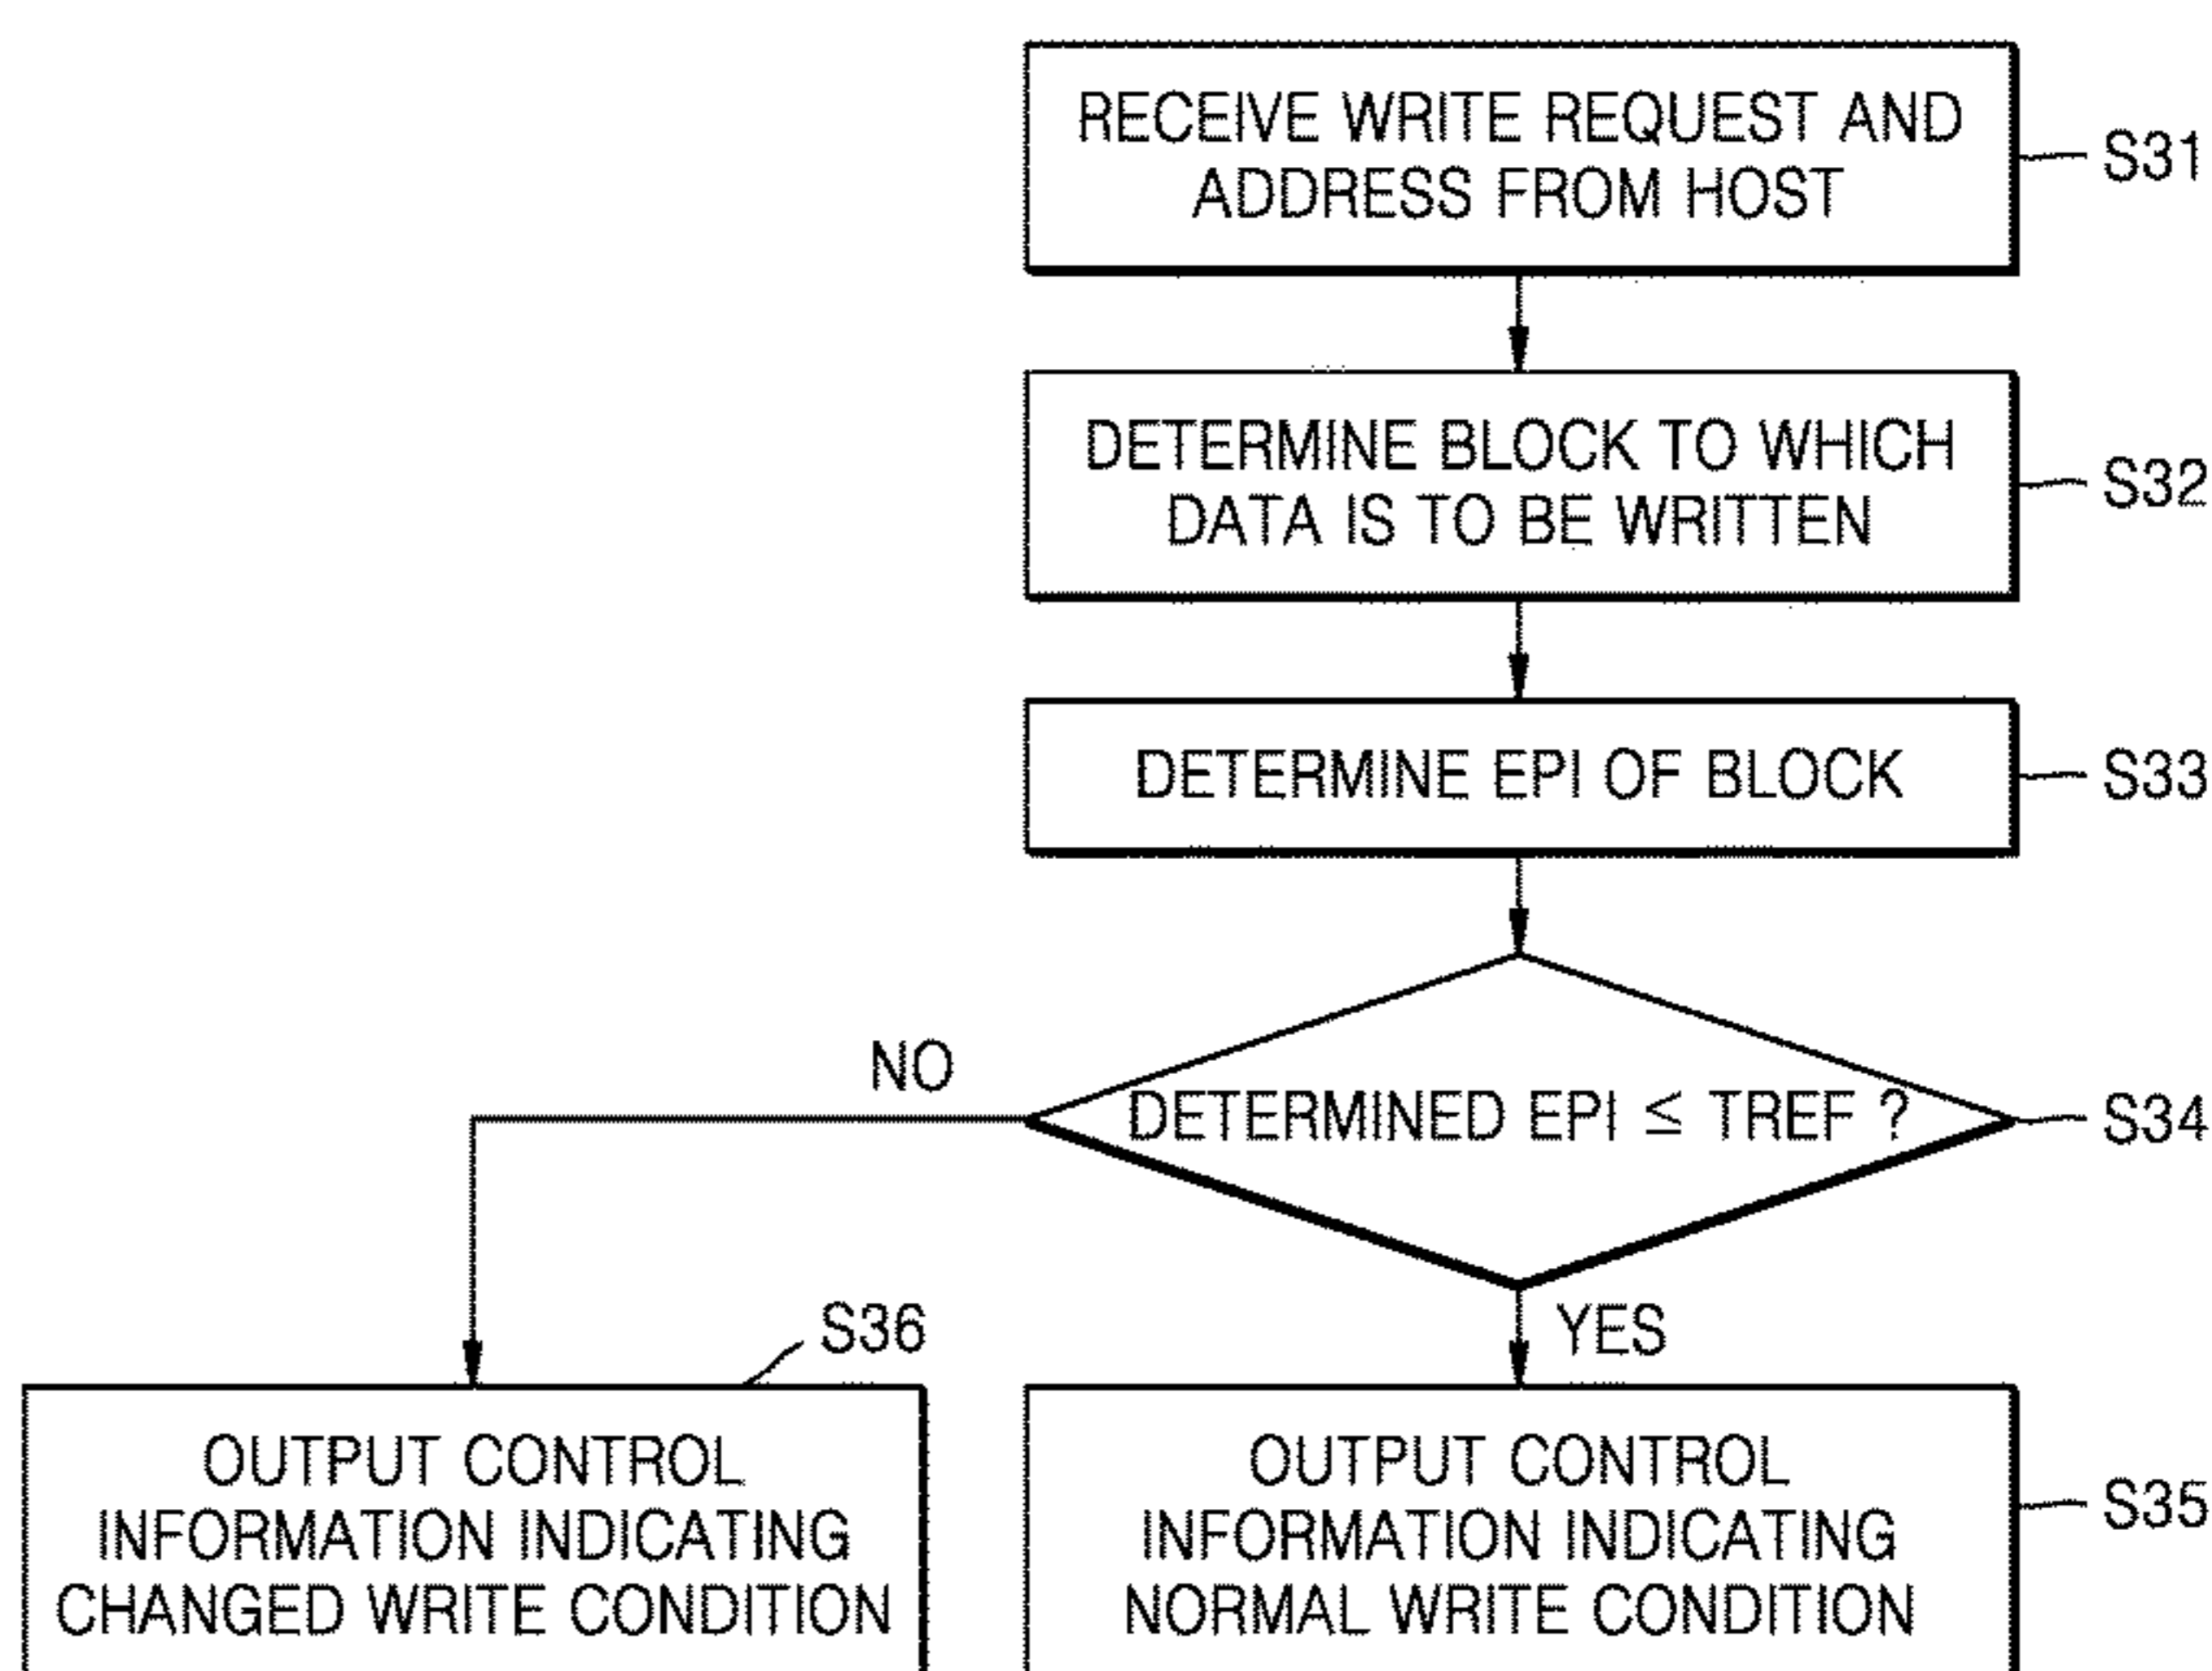 RECEIVE WRITE REQUEST AND
ADDRESS FROM HOST
S31
DETERMINE BLOCK TO WHICH
DATA IS TO BE WRITTEN
S32
DETERMINE EPI OF BLOCK
S33
NO
DETERMINED EPI ≤ TREF ?
S34
YES
S36
OUTPUT CONTROL
INFORMATION INDICATING
CHANGED WRITE CONDITION
OUTPUT CONTROL
INFORMATION INDICATING
NORMAL WRITE CONDITION
S35